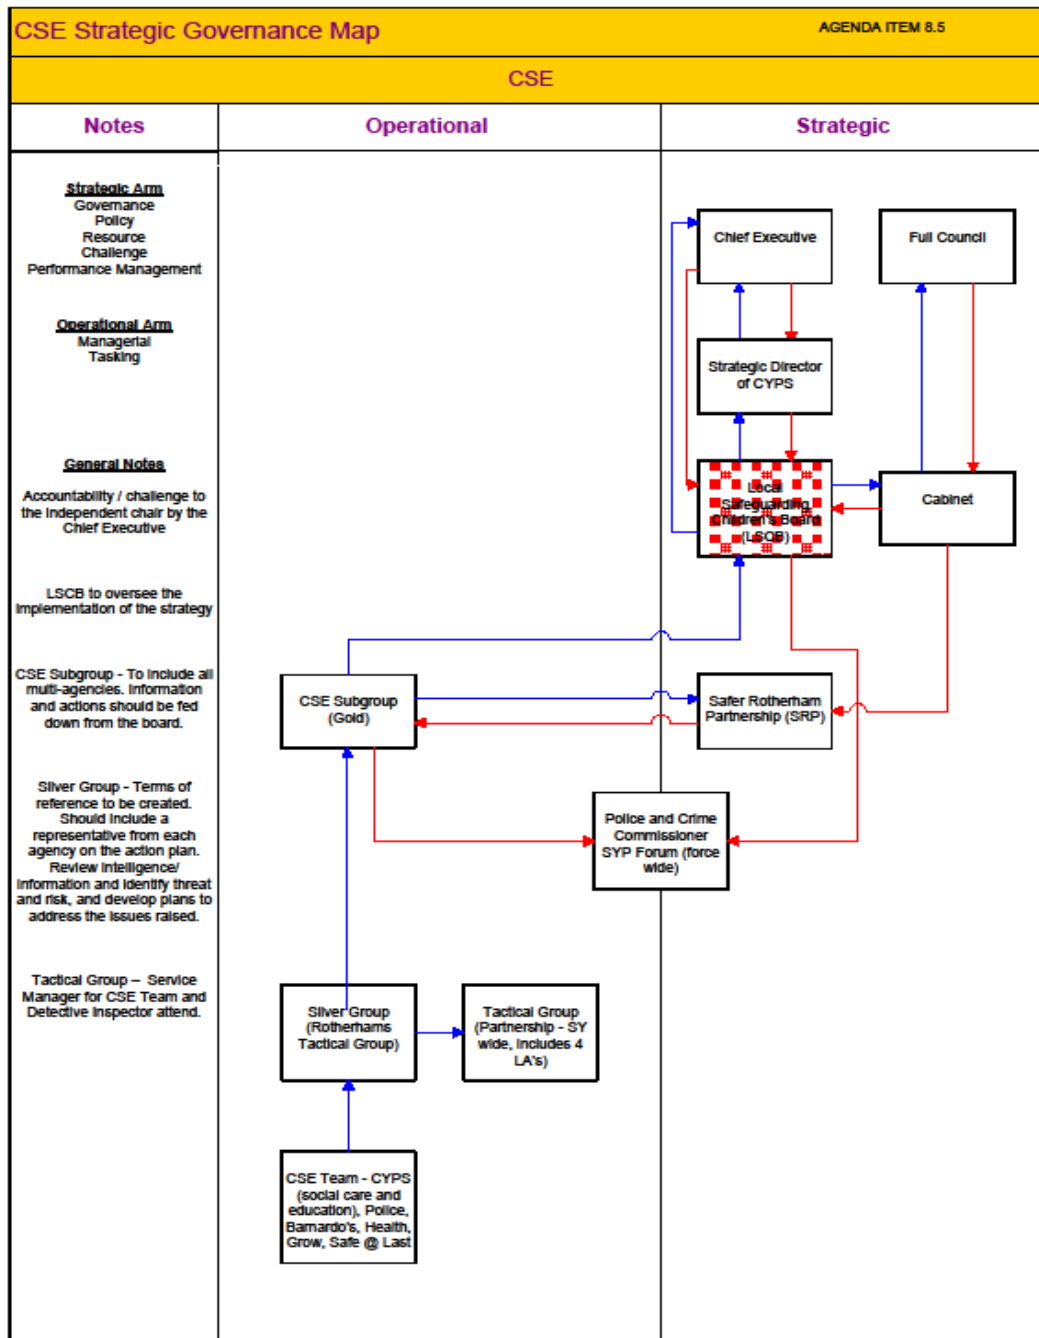 CSE Strategic Governance Map
AGENDA ITEM 8.5
CSE
Notes
Operational
Strategic
Strategic Arm
Governance
Policy
Resource
Challenge
Performance Management
Operational Arm
Managerial
Tasking
General Notes
Accountability / challenge to
the independent chair by the
Chief Executive
LSCB to oversee the
implementation of the strategy
CSE Subgroup - To include all
multi-agencies. Information
and actions should be fed
down from the board.
Silver Group - Terms of
reference to be created.
Should include a
representative from each
agency on the action plan.
Review intelligence/
information and identify threat
and risk, and develop plans to
address the issues raised.
Tactical Group – Service
Manager for CSE Team and
Detective Inspector attend.
Chief Executive
Full Council
Strategic Director
of CYPS
Local
Safeguarding
Children's Board
(LSCB)
Cabinet
CSE Subgroup
(Gold)
Safer Rotherham
Partnership (SRP)
Police and Crime
Commissioner
SYP Forum (force
wide)
Silver Group
(Rotherhams
Tactical Group)
Tactical Group
(Partnership - SY
wide, includes 4
LA's)
CSE Team - CYPS
(social care and
education), Police,
Barnardo's, Health,
Grow, Safe @ Last